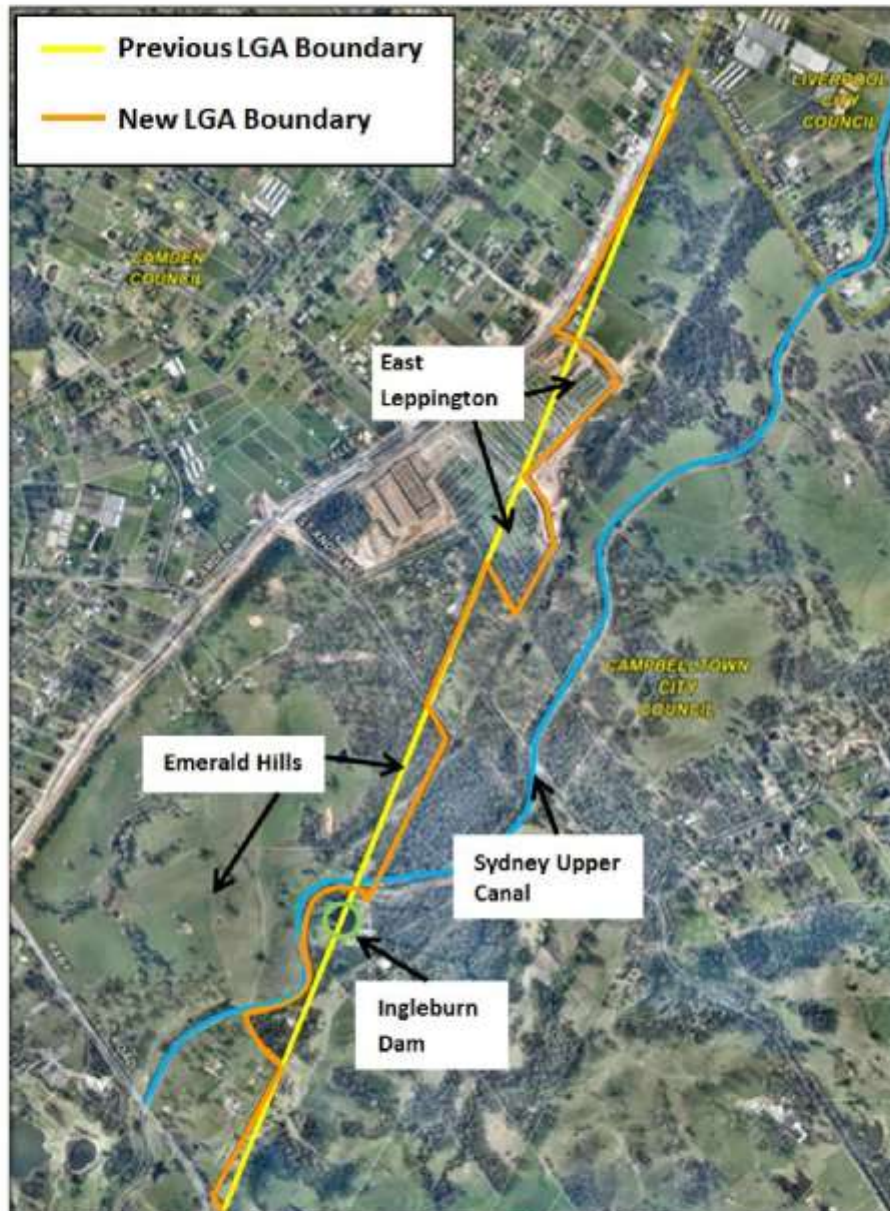 Previous LGA Boundary
New LGA Boundary
LIVERPOOL
CITY
COUNCIL
CAMDEN
COUNCIL
East
Leppington
CAMPBELLTOWN
CITY
COUNCIL
Emerald Hills
Sydney Upper
Canal
Ingleburn
Dam